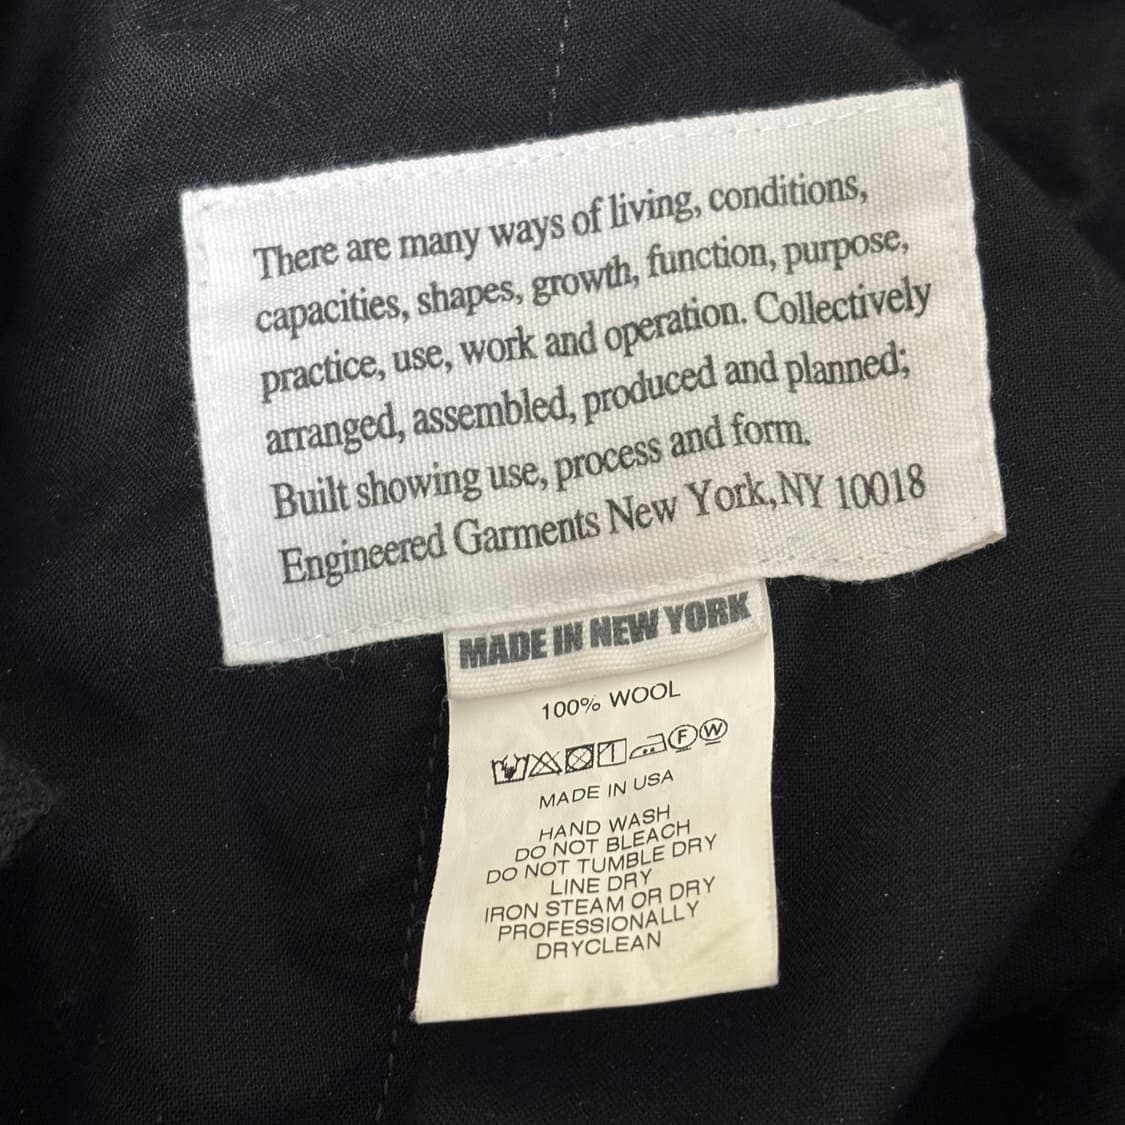 There are many ways of living, conditions,
capacities, shapes, growth, function, purpose,
practice, use, work and operation. Collectively
arranged, assembled, produced and planned;
Built showing use, process and form.
Engineered Garments New York,NY 10018
MADE IN NEW YORK
100% WOOL
F W
MADE IN USA
HAND WASH
DO NOT BLEACH
DO NOT TUMBLE DRY
LINE DRY
IRON STEAM OR DRY
PROFESSIONALLY
DRYCLEAN